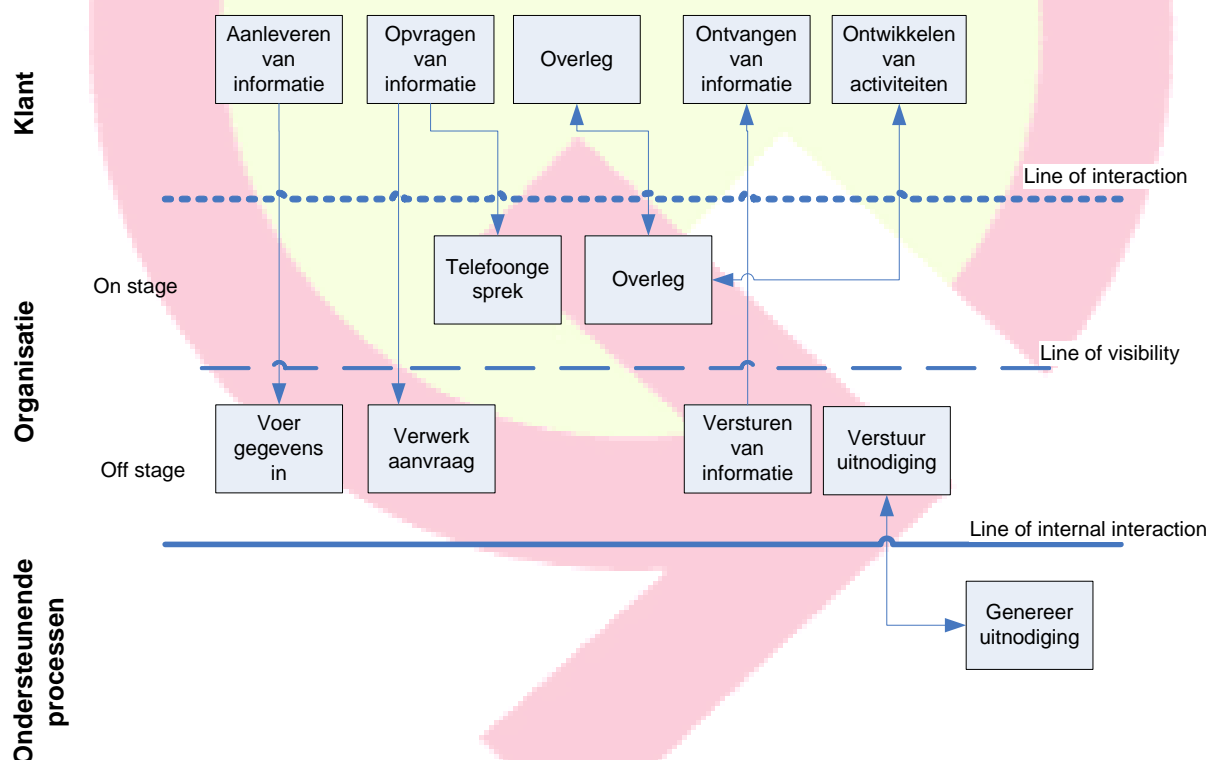 Klant
Aanleveren
van
informatie
Opvragen
van
informatie
Overleg
Ontvangen
van
informatie
Ontwikkelen
van
activiteiten
Line of interaction
Organisatie
On stage
Telefoonge
sprek
Overleg
Line of visibility
Off stage
Voer
gegevens
in
Verwerk
aanvraag
Versturen
van
informatie
Verstuur
uitnodiging
Line of internal interaction
Ondersteunende
processen
Genereer
uitnodiging